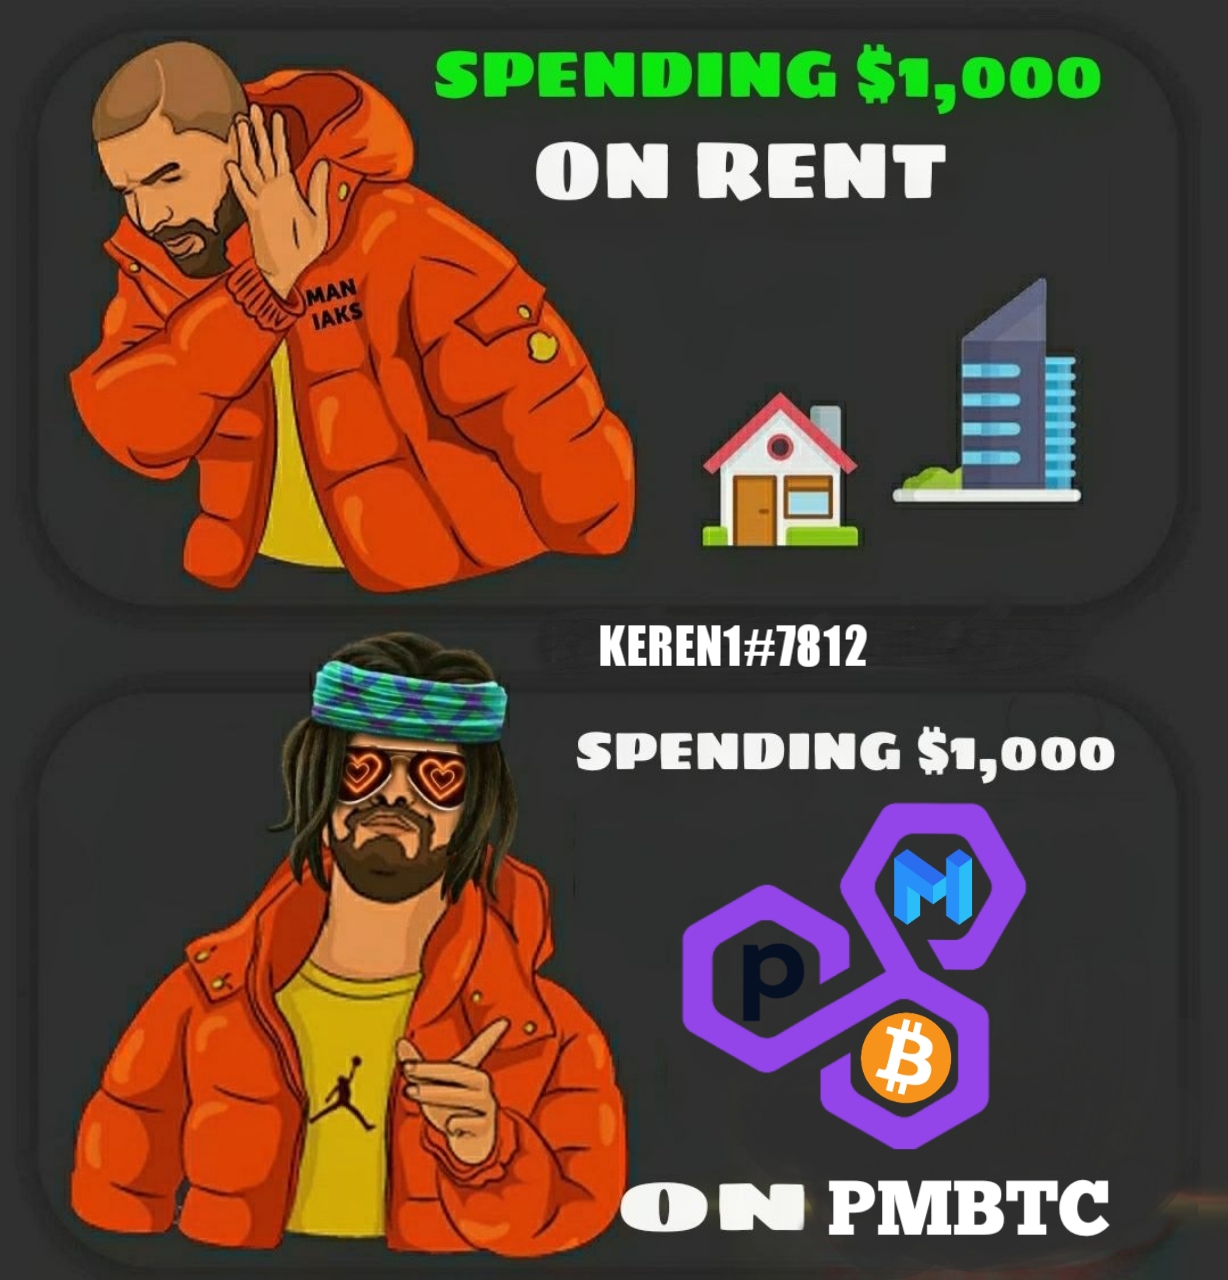 SPENDING $1,000
ON RENT
MAN
IAKS
KEREN1#7812
SPENDING $1,000
M
p
₿
ON PMBTC